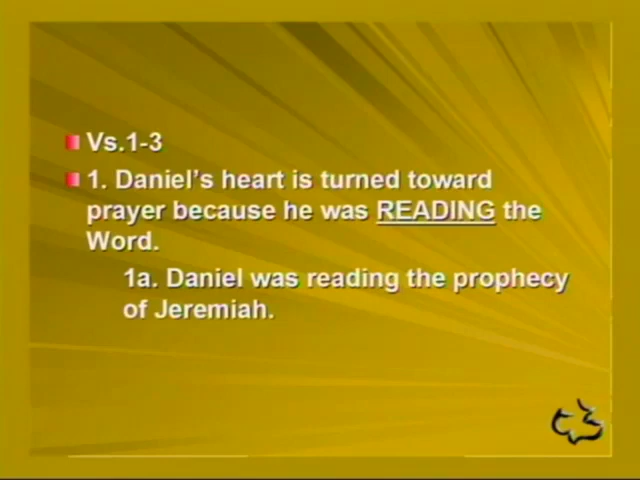 Vs.1-3
1. Daniel's heart is turned toward
prayer because he was READING the
Word.
1a. Daniel was reading the prophecy
of Jeremiah.